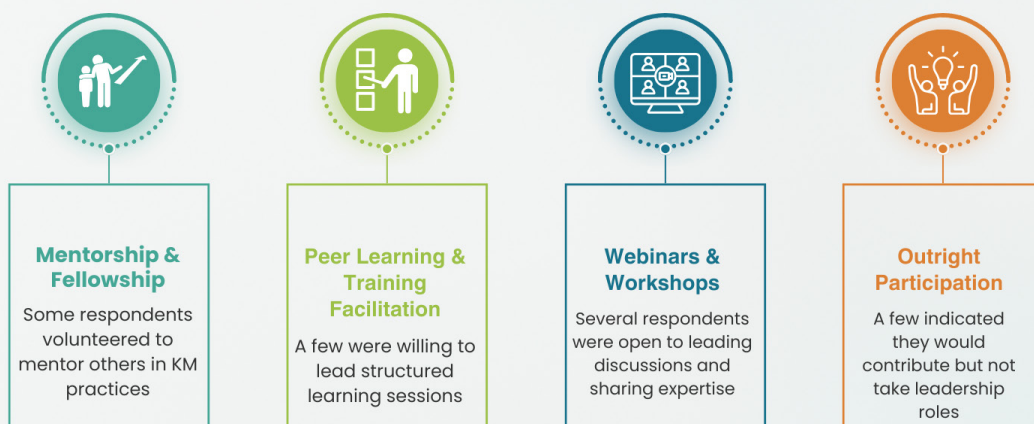 Mentorship &
Fellowship
Some respondents
volunteered to
mentor others in KM
practices
Peer Learning &
Training
Facilitation
A few were willing to
lead structured
learning sessions
Webinars &
Workshops
Several respondents
were open to leading
discussions and
sharing expertise
Outright
Participation
A few indicated
they would
contribute but not
take leadership
roles